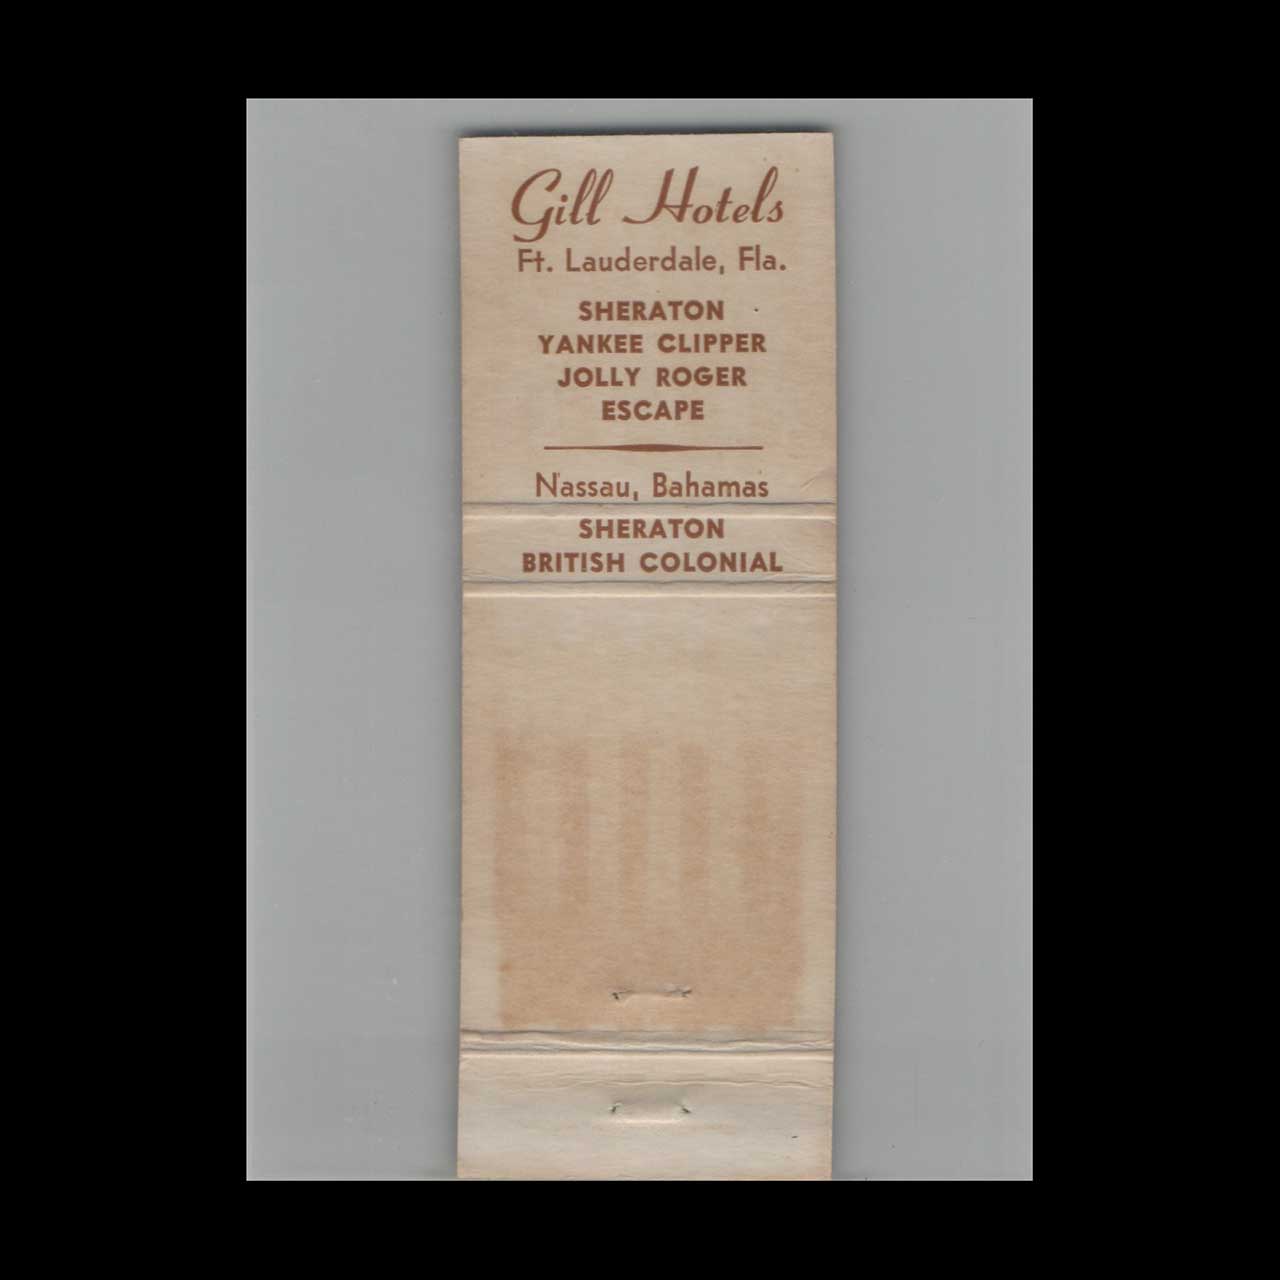 Gill Hotels
Ft. Lauderdale, Fla.
SHERATON
YANKEE CLIPPER
JOLLY ROGER
ESCAPE
Nassau, Bahamas
SHERATON
BRITISH COLONIAL